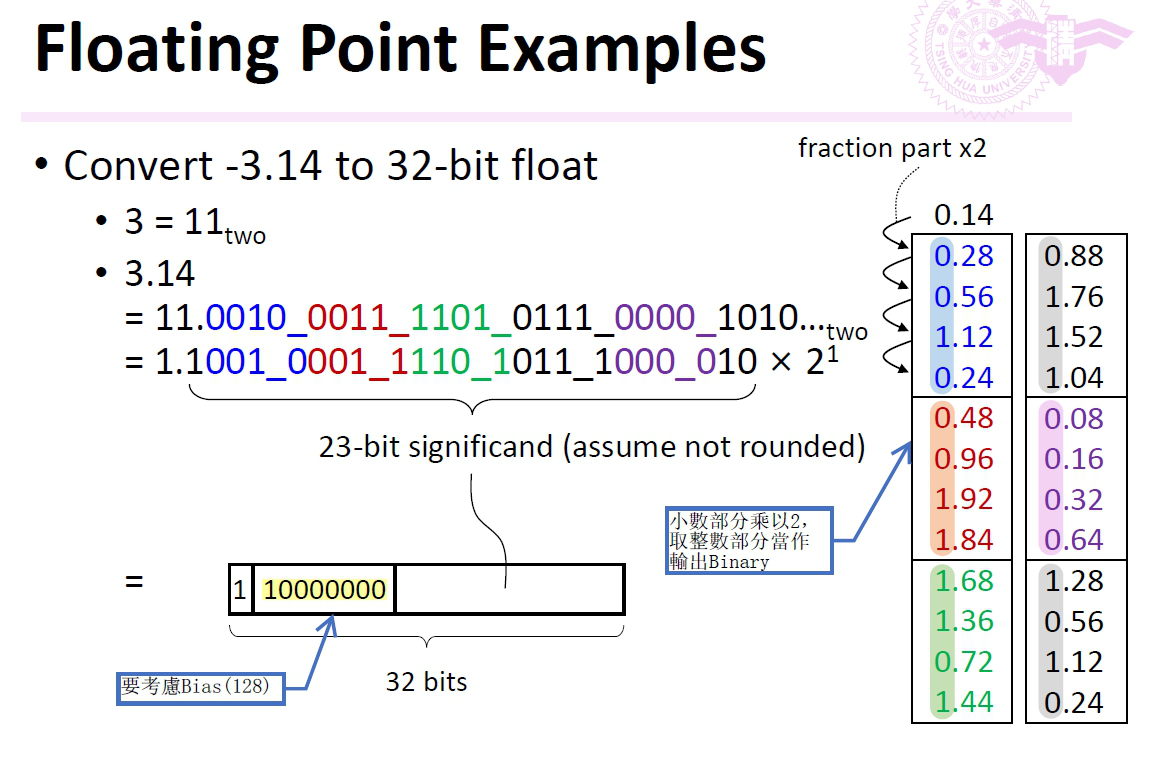 Floating Point Examples
TSING HUA UNIVERSITY
• Convert -3.14 to 32-bit float
• 3 = 11two
• 3.14
= 11.0010_0011_1101_0111_0000_1010…two
= 1.1001_0001_1110_1011_1000_010 × 2¹
23-bit significand (assume not rounded)
= 1 10000000
32 bits
要考慮Bias(128)
小數部分乘以2,
取整數部分當作
輸出Binary
fraction part x2
0.14
0.28
0.56
1.12
0.24
0.48
0.96
1.92
1.84
1.68
1.36
0.72
1.44
0.88
1.76
1.52
1.04
0.08
0.16
0.32
0.64
1.28
0.56
1.12
0.24